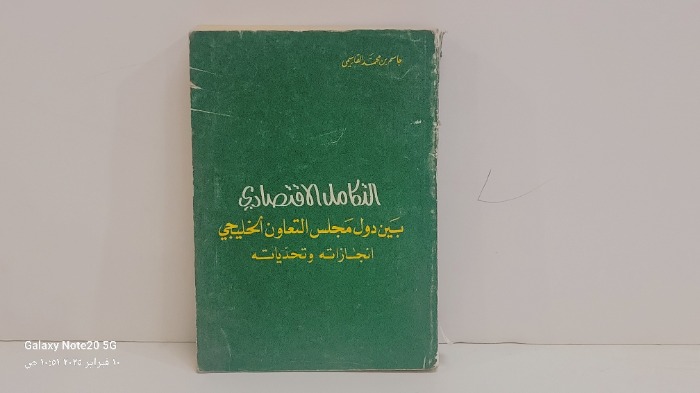 جاسم بن محمد القاسمي
التكامل الاقتصادي
بين دول مجلس التعاون الخليجي
انجازاته وتحدياته
Galaxy Note20 5G
١٠ فبراير ٢٠٢٥ ١٠:٥١ ص